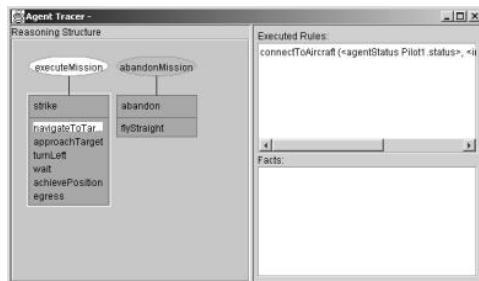 Agent Tracer -
Reasoning Structure
executeMission
abandonMission
strike
navigateToTar...
approachTarget
turnLeft
wait
achievePosition
egress
abandon
flyStraight
Executed Rules:
connectToAircraft (<agentStatus Pilot1.status>, <i
Facts: